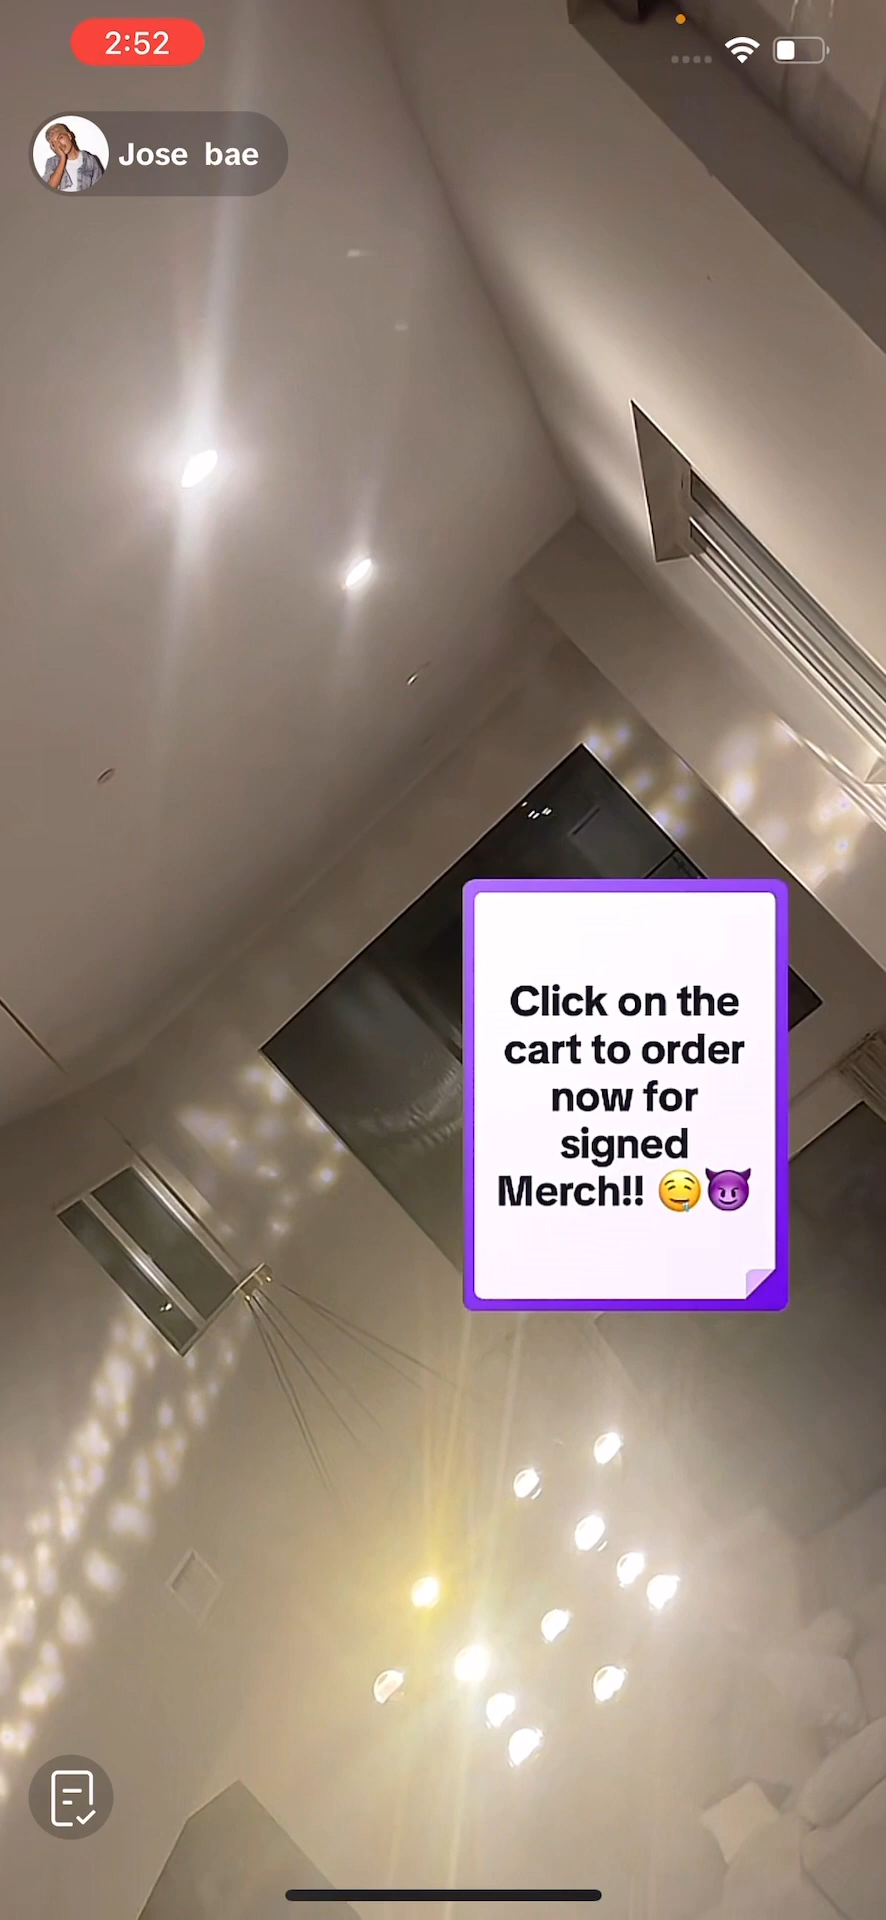 2:52
Jose bae
Click on the
cart to order
now for
signed
Merch!! 🤤😈